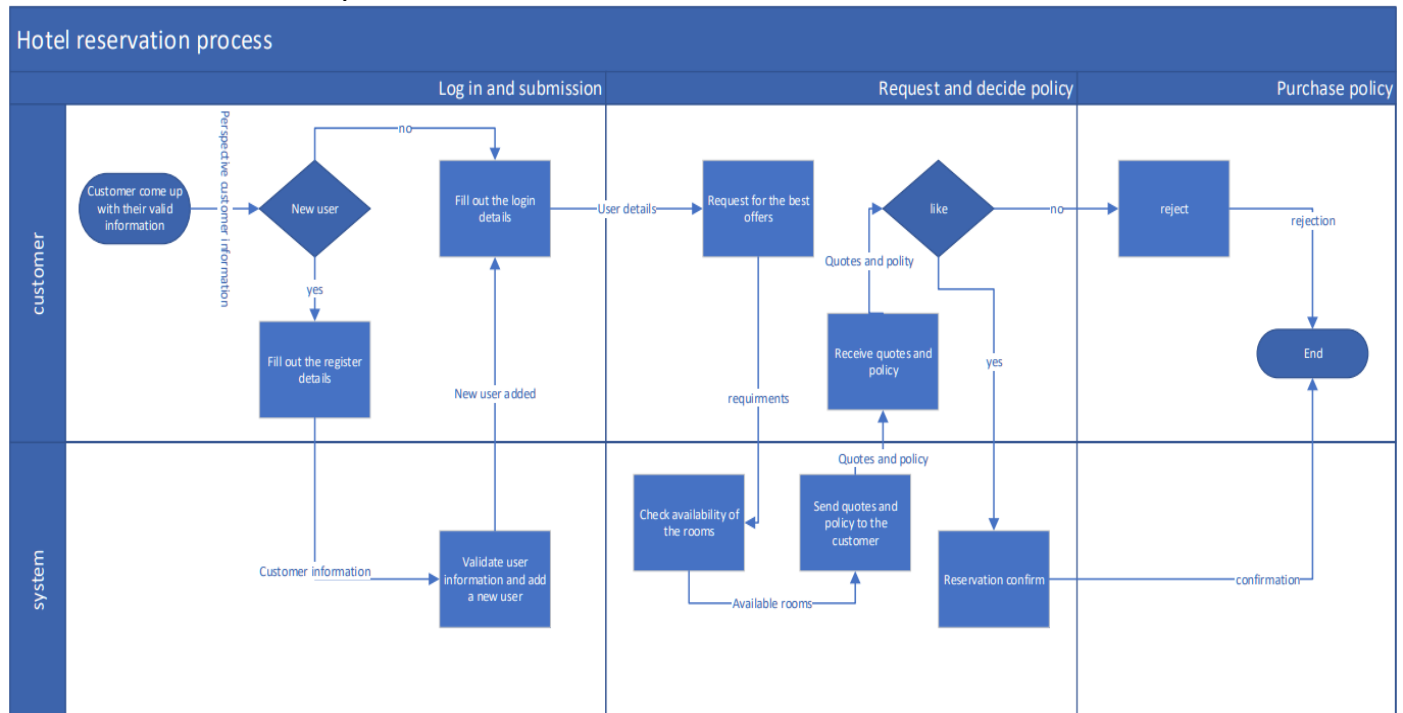 Hotel reservation process
Log in and submission
Request and decide policy
Purchase policy
customer
Customer come up
with their valid
information
Perspective customer information
New user
no
yes
Fill out the login
details
Fill out the register
details
New user added
User details
Request for the best
offers
requirments
like
no
yes
Quotes and polity
Receive quotes and
policy
reject
rejection
End
system
Customer information
Validate user
information and add
a new user
Check availability of
the rooms
Available rooms
Quotes and policy
Send quotes and
policy to the
customer
Reservation confirm
confirmation